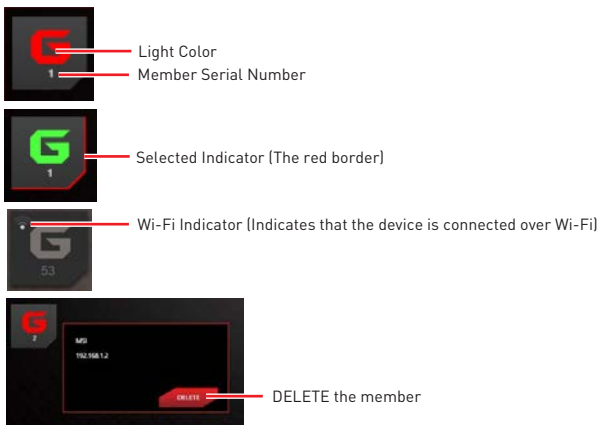 G
Light Color
1
Member Serial Number
G
Selected Indicator (The red border)
1
Wi-Fi Indicator (Indicates that the device is connected over Wi-Fi)
G
53
G
2
MSI
192.168.1.2
DELETE
DELETE the member